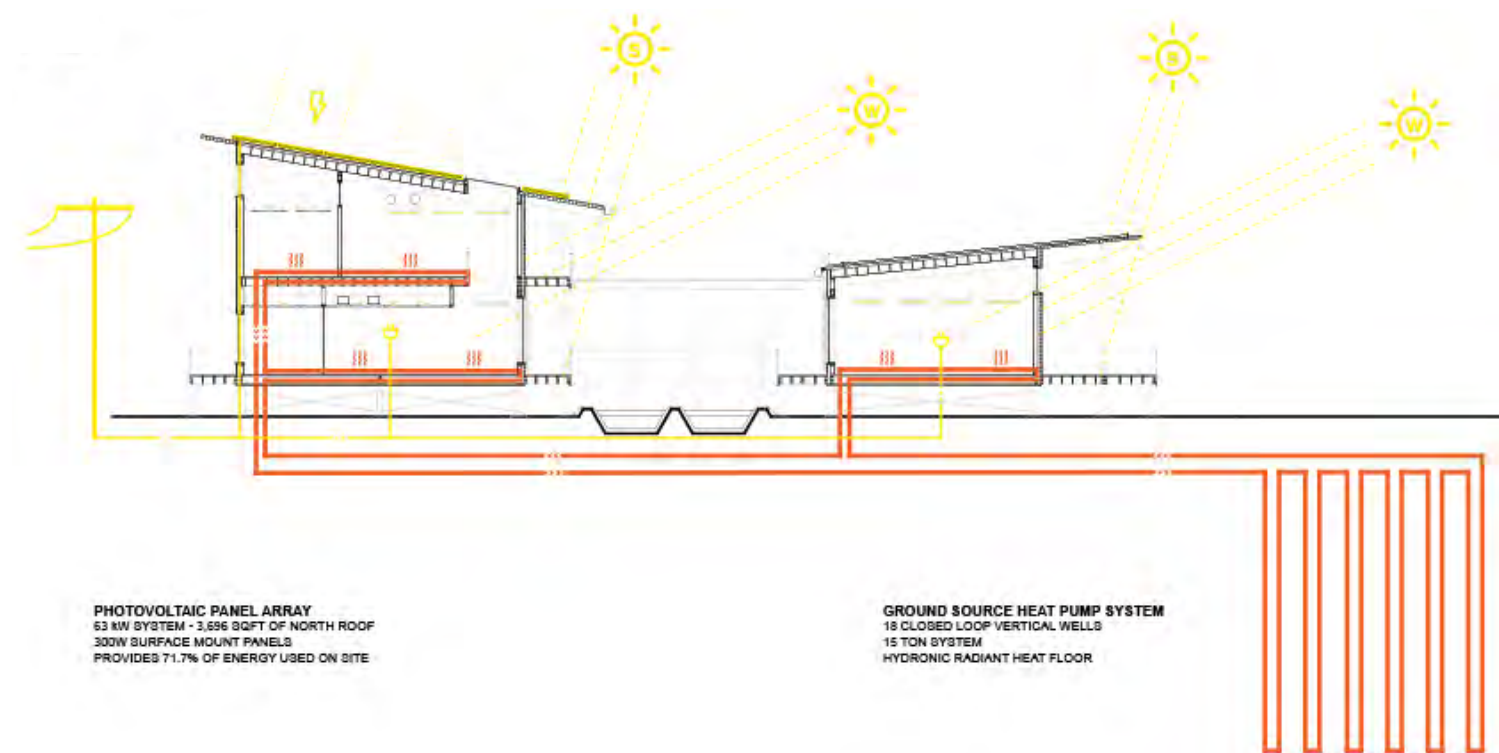 S
W
S
W
PHOTOVOLTAIC PANEL ARRAY
63 kW SYSTEM - 3,696 SQFT OF NORTH ROOF
300W SURFACE MOUNT PANELS
PROVIDES 71.7% OF ENERGY USED ON SITE
GROUND SOURCE HEAT PUMP SYSTEM
18 CLOSED LOOP VERTICAL WELLS
15 TON SYSTEM
HYDRONIC RADIANT HEAT FLOOR